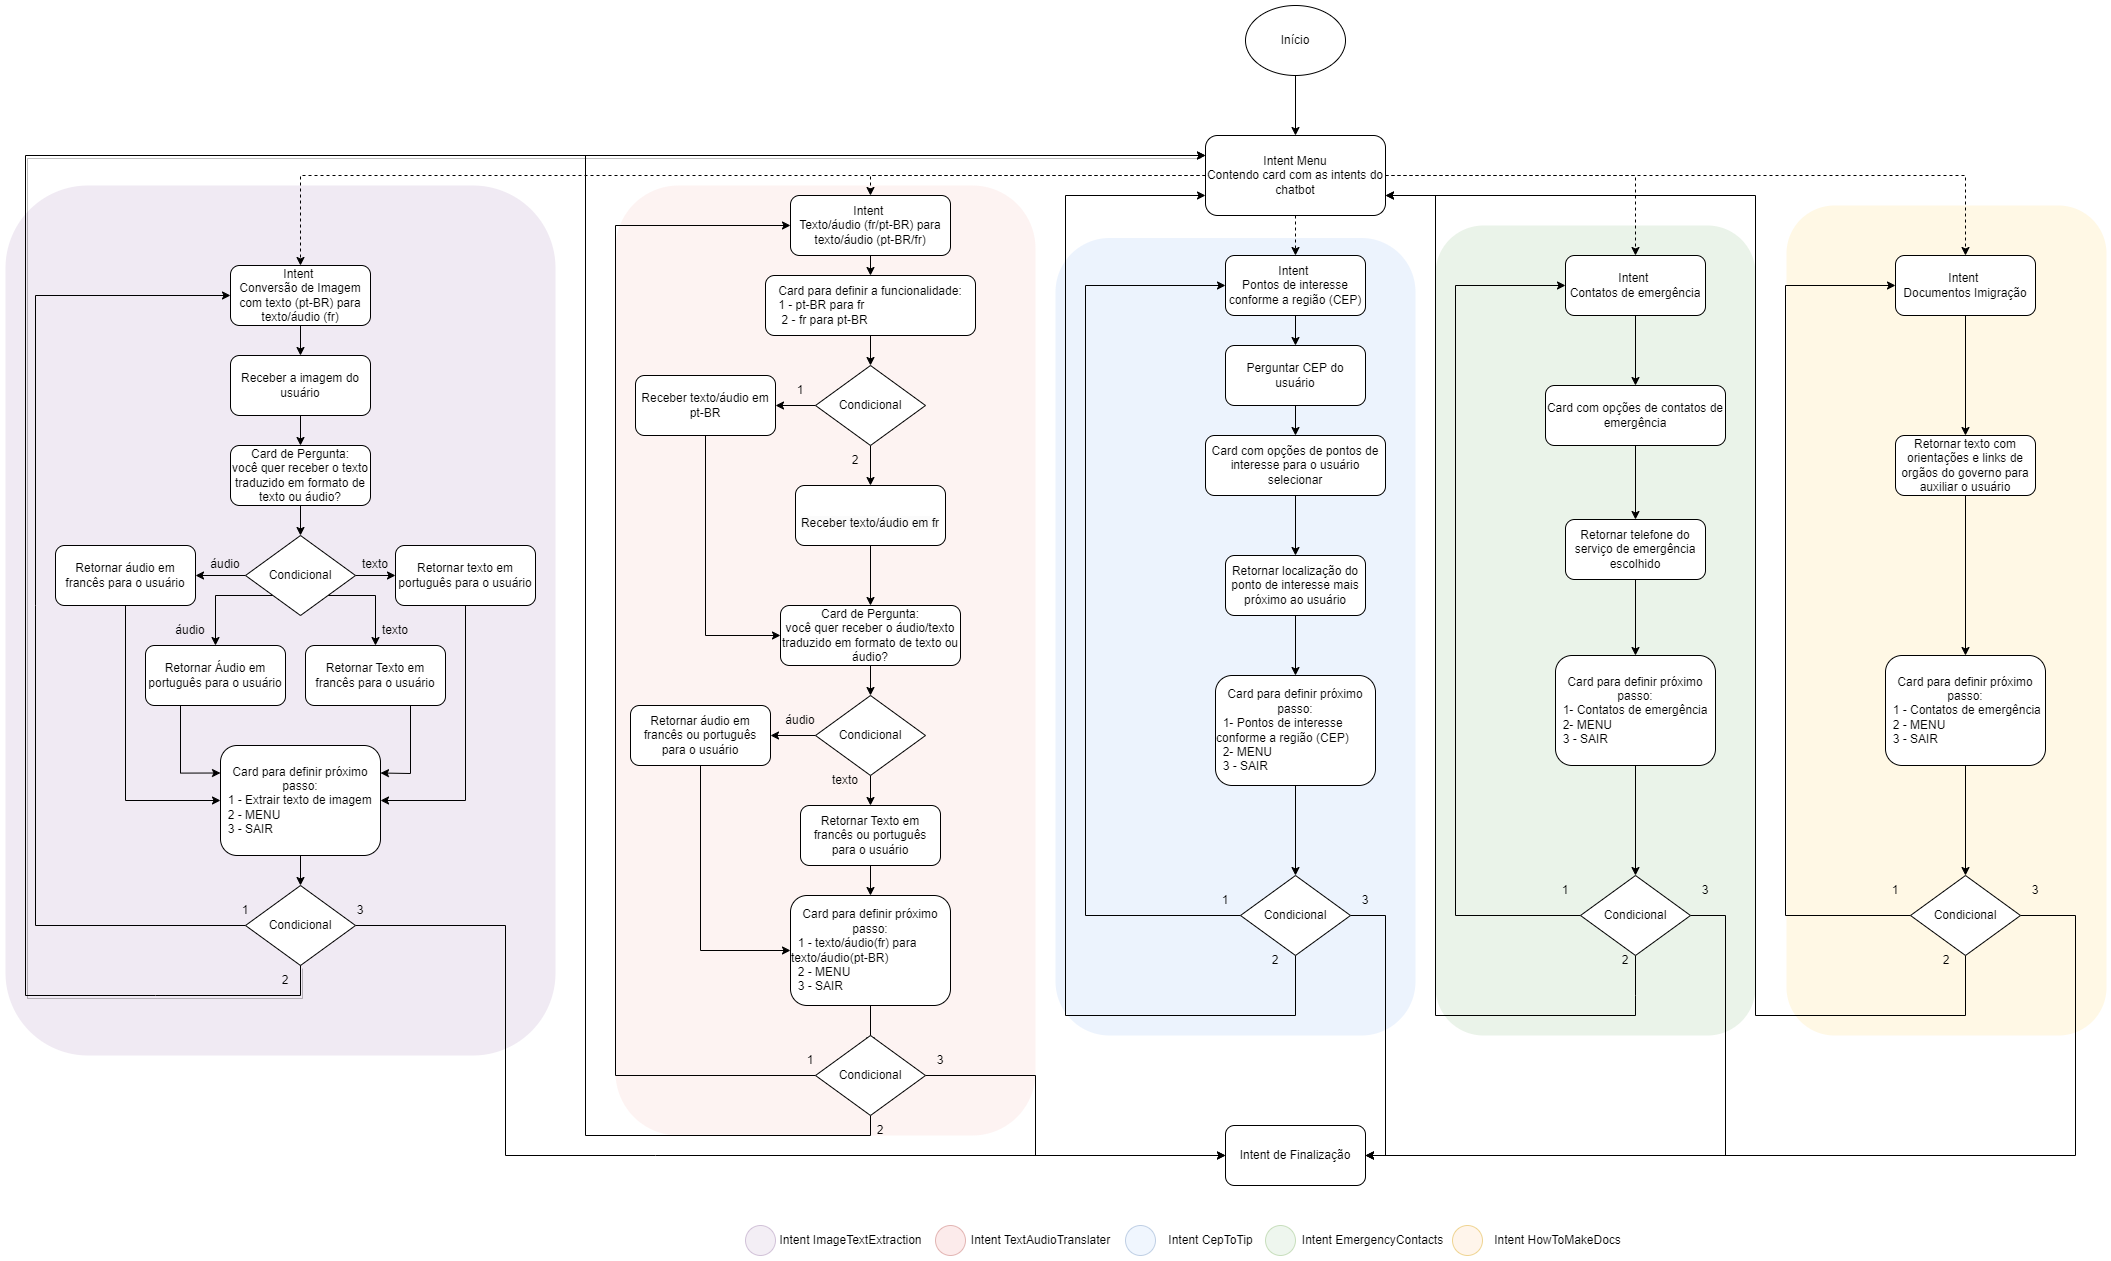 Início
Intent Menu
Contendo card com as intents do
chatbot
Intent
Conversão de Imagem
com texto (pt-BR) para
texto/áudio (fr)
Receber a imagem do
usuário
Card de Pergunta:
você quer receber o texto
traduzido em formato de
texto ou áudio?
Condicional
áudio
texto
Retornar áudio em
francês para o usuário
Retornar texto em
português para o usuário
áudio
texto
Retornar Áudio em
português para o usuário
Retornar Texto em
francês para o usuário
Card para definir próximo
passo:
1 - Extrair texto de imagem
2 - MENU
3 - SAIR
Condicional
1
3
2
Intent
Texto/áudio (fr/pt-BR) para
texto/áudio (pt-BR/fr)
Card para definir a funcionalidade:
1 - pt-BR para fr
2 - fr para pt-BR
Condicional
1
2
Receber texto/áudio em
pt-BR
Receber texto/áudio em fr
Card de Pergunta:
você quer receber o áudio/texto
traduzido em formato de texto ou
áudio?
Condicional
áudio
texto
Retornar áudio em
francês ou português
para o usuário
Retornar Texto em
francês ou português
para o usuário
Card para definir próximo
passo:
1 - texto/áudio(fr) para
texto/áudio(pt-BR)
2 - MENU
3 - SAIR
Condicional
1
3
2
Intent
Pontos de interesse
conforme a região (CEP)
Perguntar CEP do
usuário
Card com opções de pontos de
interesse para o usuário
selecionar
Retornar localização do
ponto de interesse mais
próximo ao usuário
Card para definir próximo
passo:
1- Pontos de interesse
conforme a região (CEP)
2- MENU
3 - SAIR
Condicional
1
3
2
Intent
Contatos de emergência
Card com opções de contatos de
emergência
Retornar telefone do
serviço de emergência
escolhido
Card para definir próximo
passo:
1- Contatos de emergência
2- MENU
3 - SAIR
Condicional
1
3
2
Intent
Documentos Imigração
Retornar texto com
orientações e links de
orgãos do governo para
auxiliar o usuário
Card para definir próximo
passo:
1 - Contatos de emergência
2 - MENU
3 - SAIR
Condicional
1
3
2
Intent de Finalização
Intent ImageTextExtraction
Intent TextAudioTranslater
Intent CepToTip
Intent EmergencyContacts
Intent HowToMakeDocs